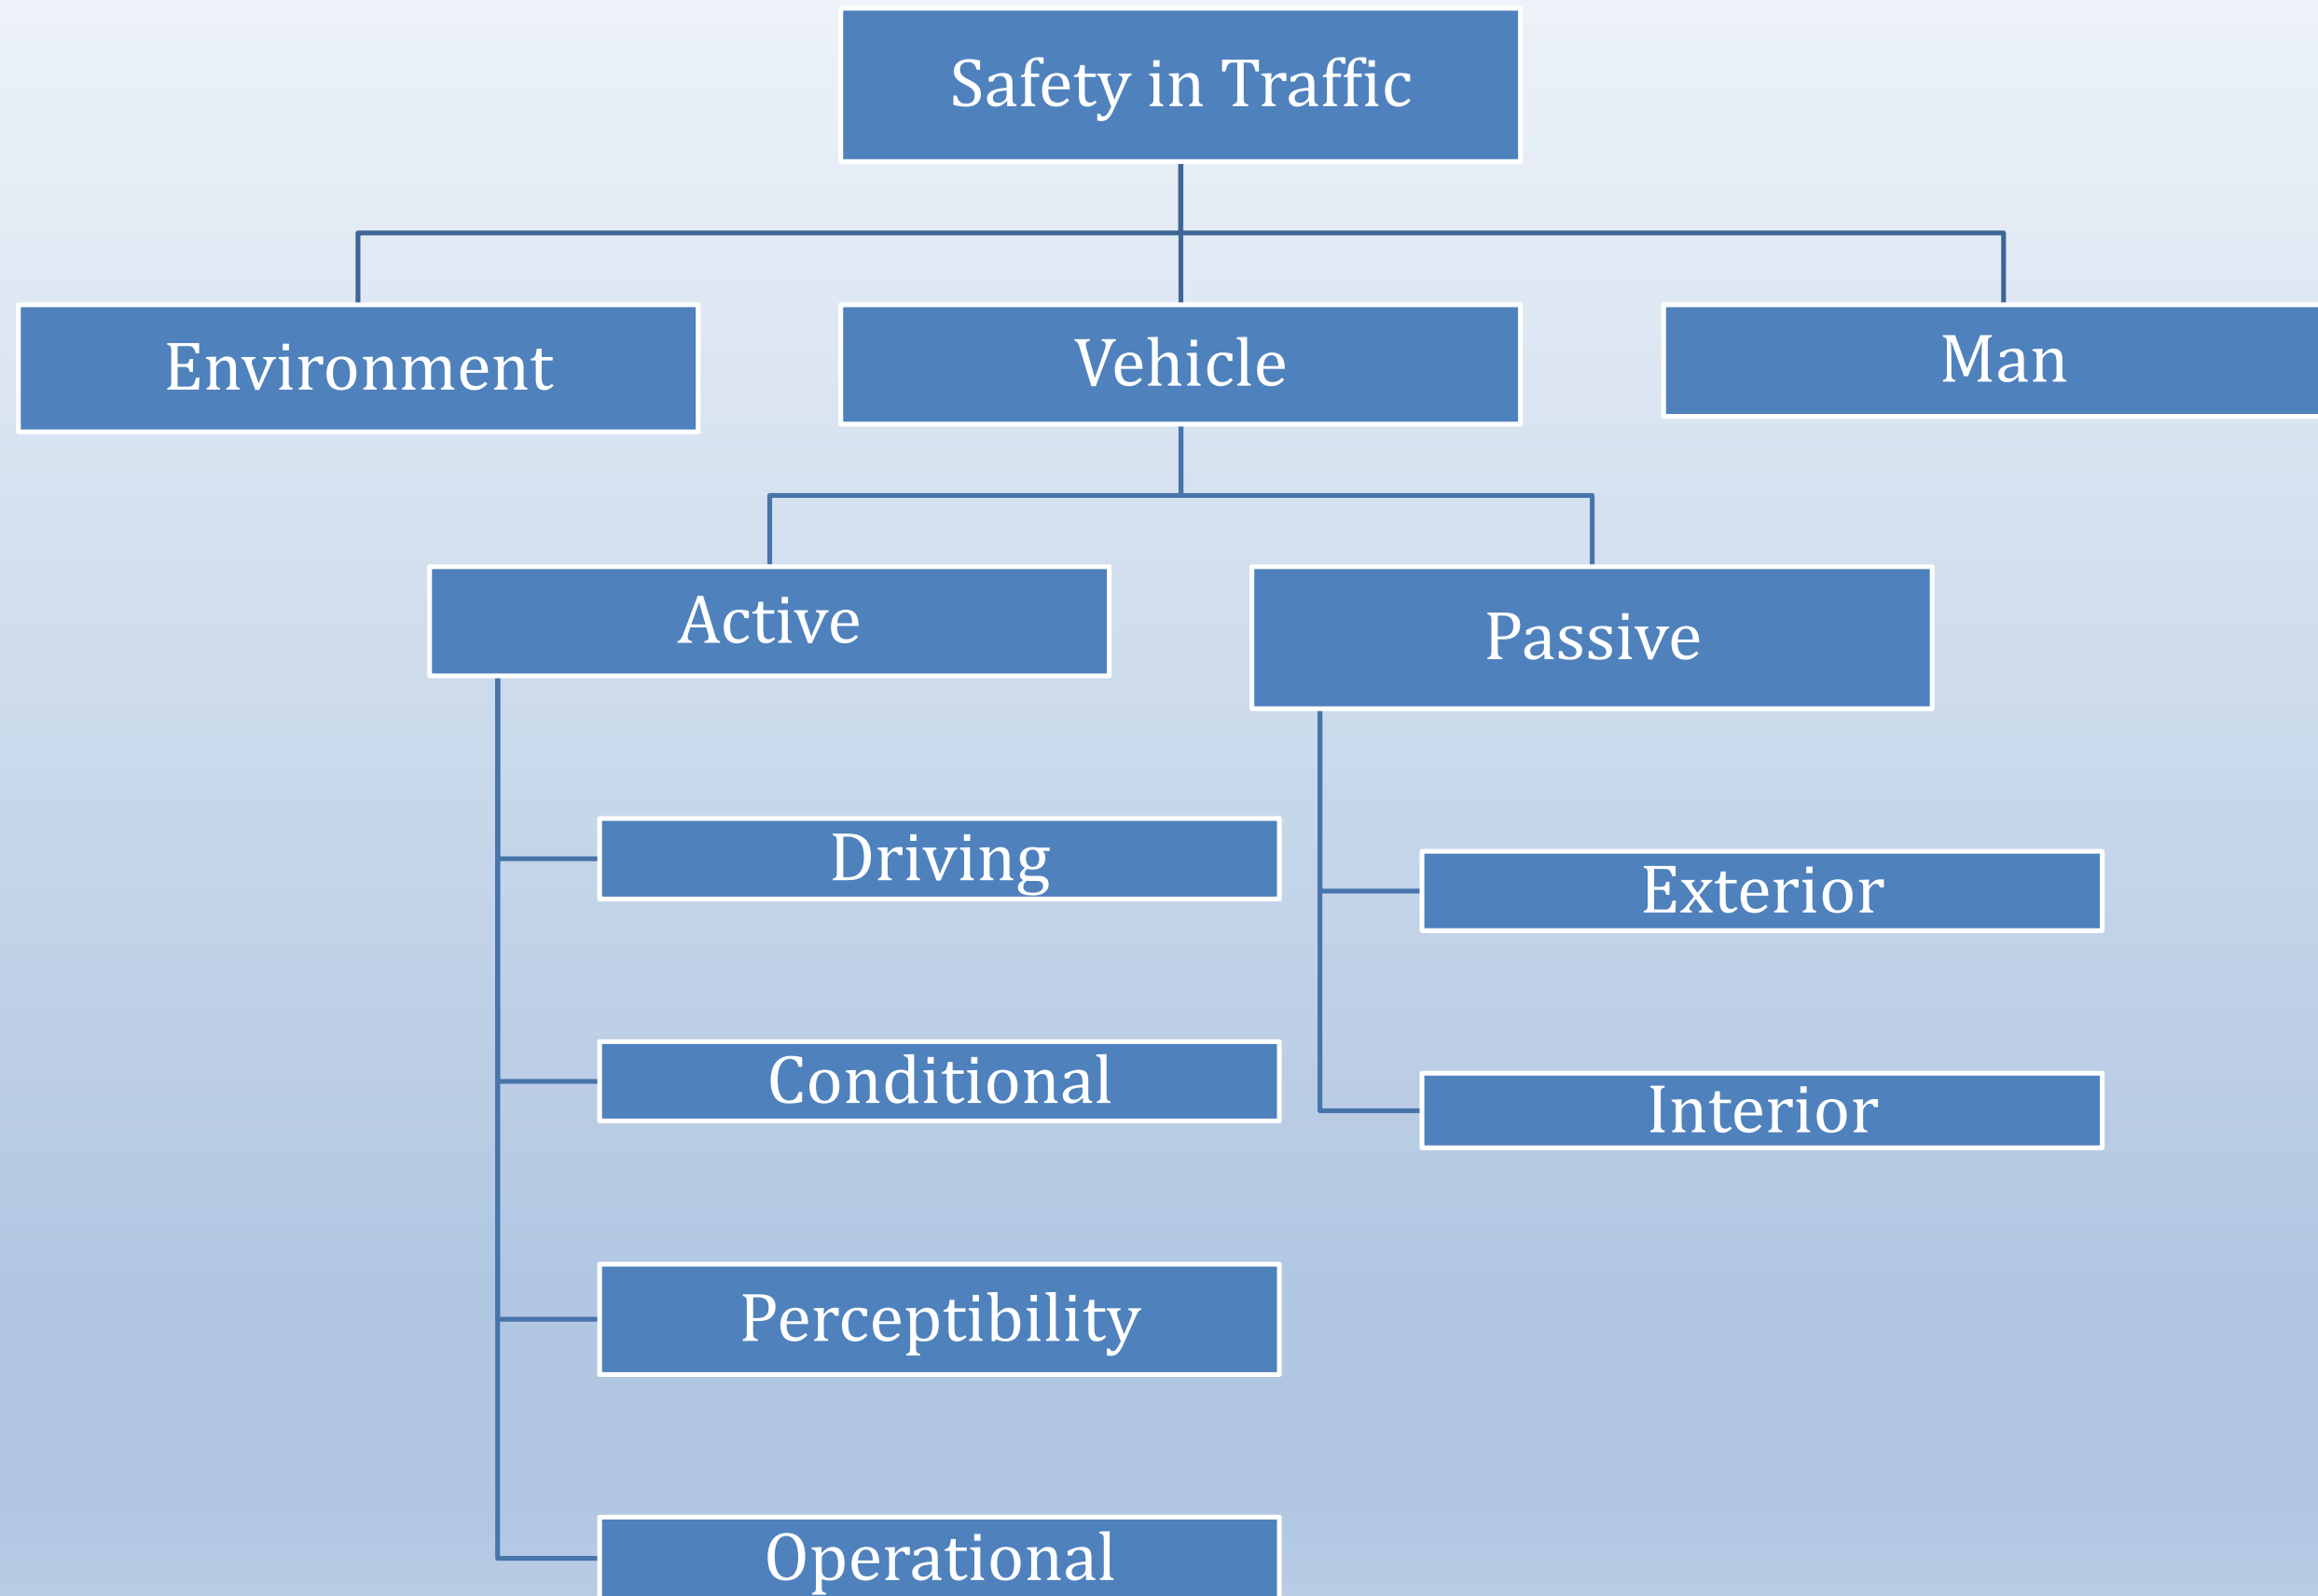 Safety in Traffic
Environment
Vehicle
Man
Active
Passive
Driving
Exterior
Conditional
Interior
Perceptibility
Operational